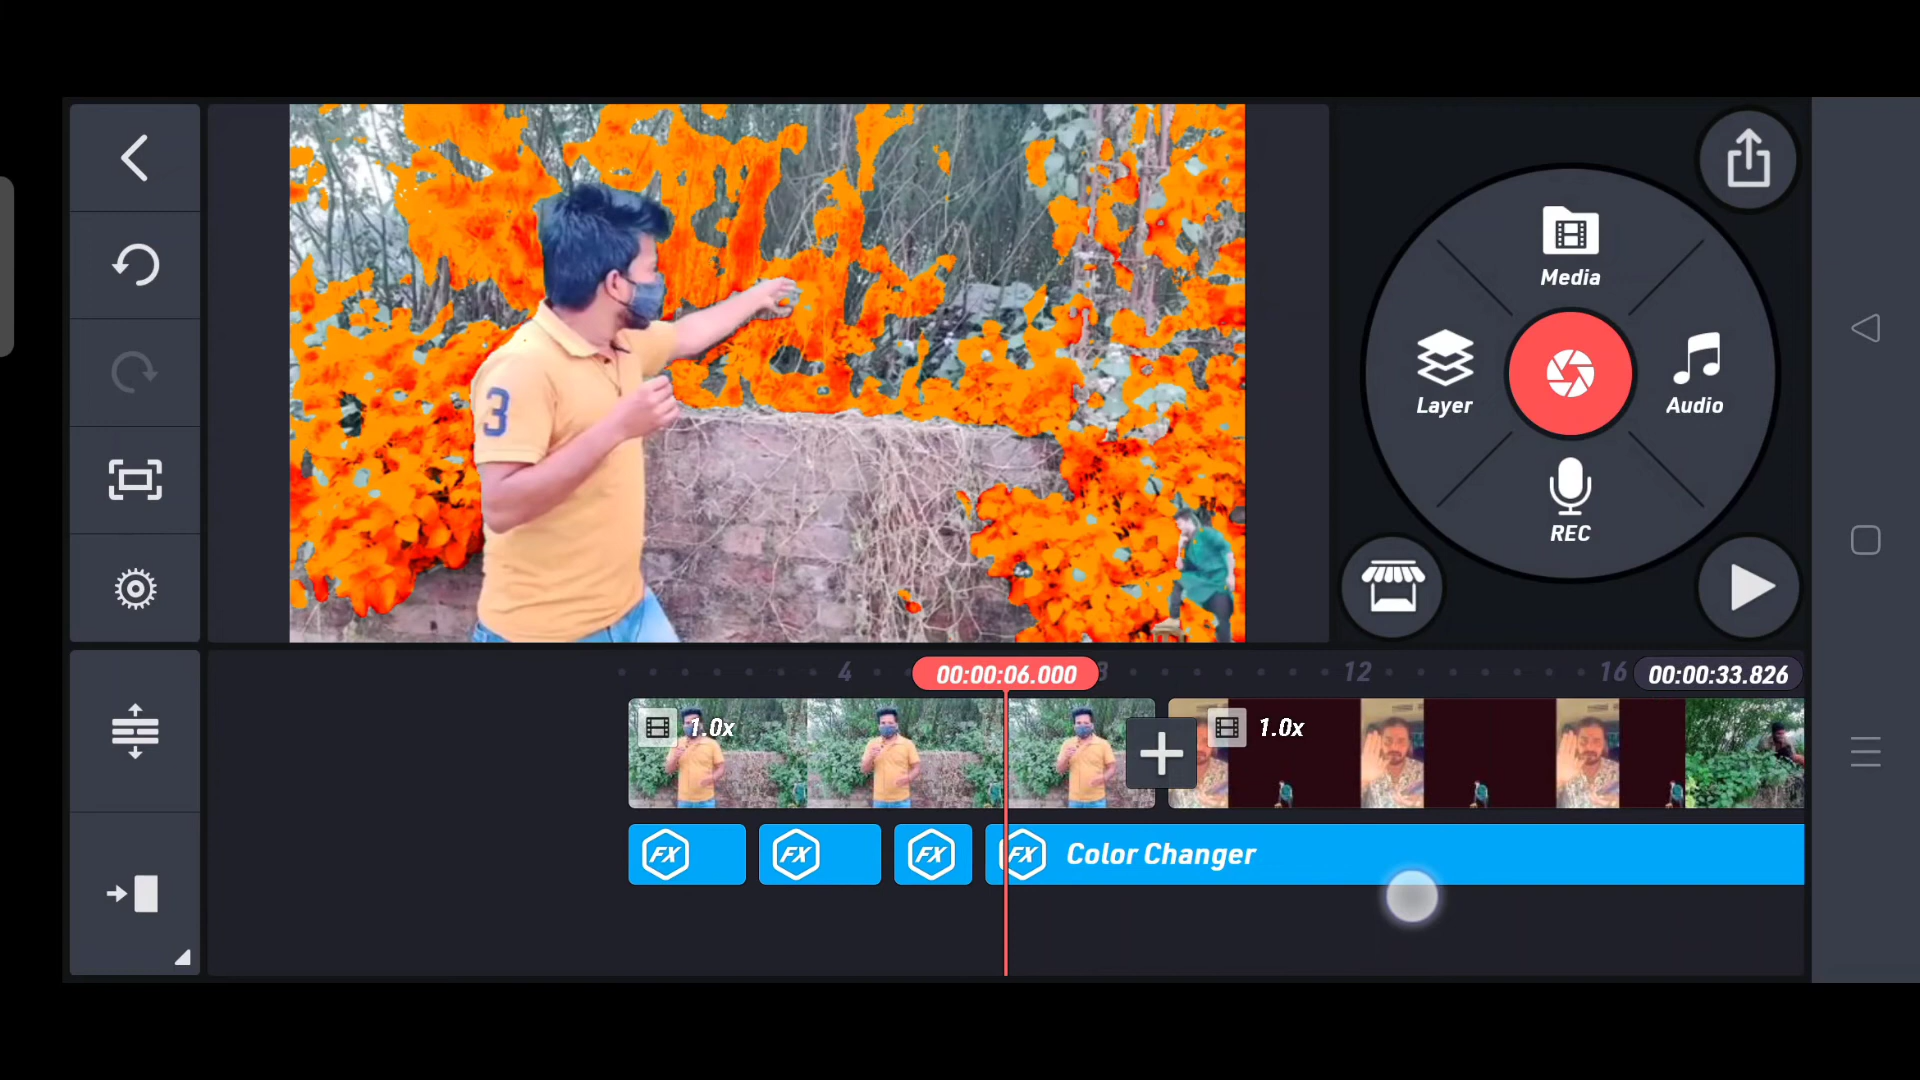 Media
Layer
Audio
REC
3
4
00:00:06.000
8
12
16
00:00:33.826
1.0x
1.0x
FX
FX
FX
FX
Color Changer